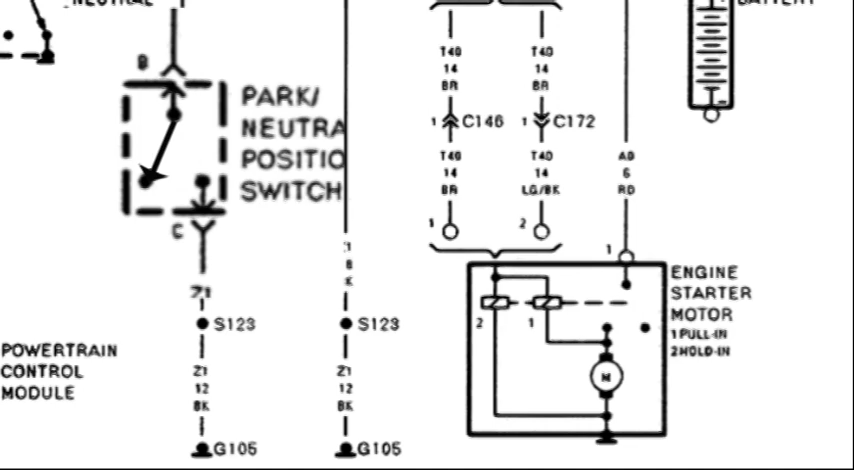 B
PARK/
NEUTRA
POSITIO
SWITCH
C
Z1
S123
Z1
12
BK
G105
POWERTRAIN
CONTROL
MODULE
S123
Z1
12
BK
G105
T40
14
BR
1 C146
T40
14
BR
1
T40
14
BR
1 C172
T40
14
LG/BK
2
A0
6
RD
1
BATTERY
-
ENGINE
STARTER
MOTOR
1 PULL-IN
2 HOLD-IN
2
1
M